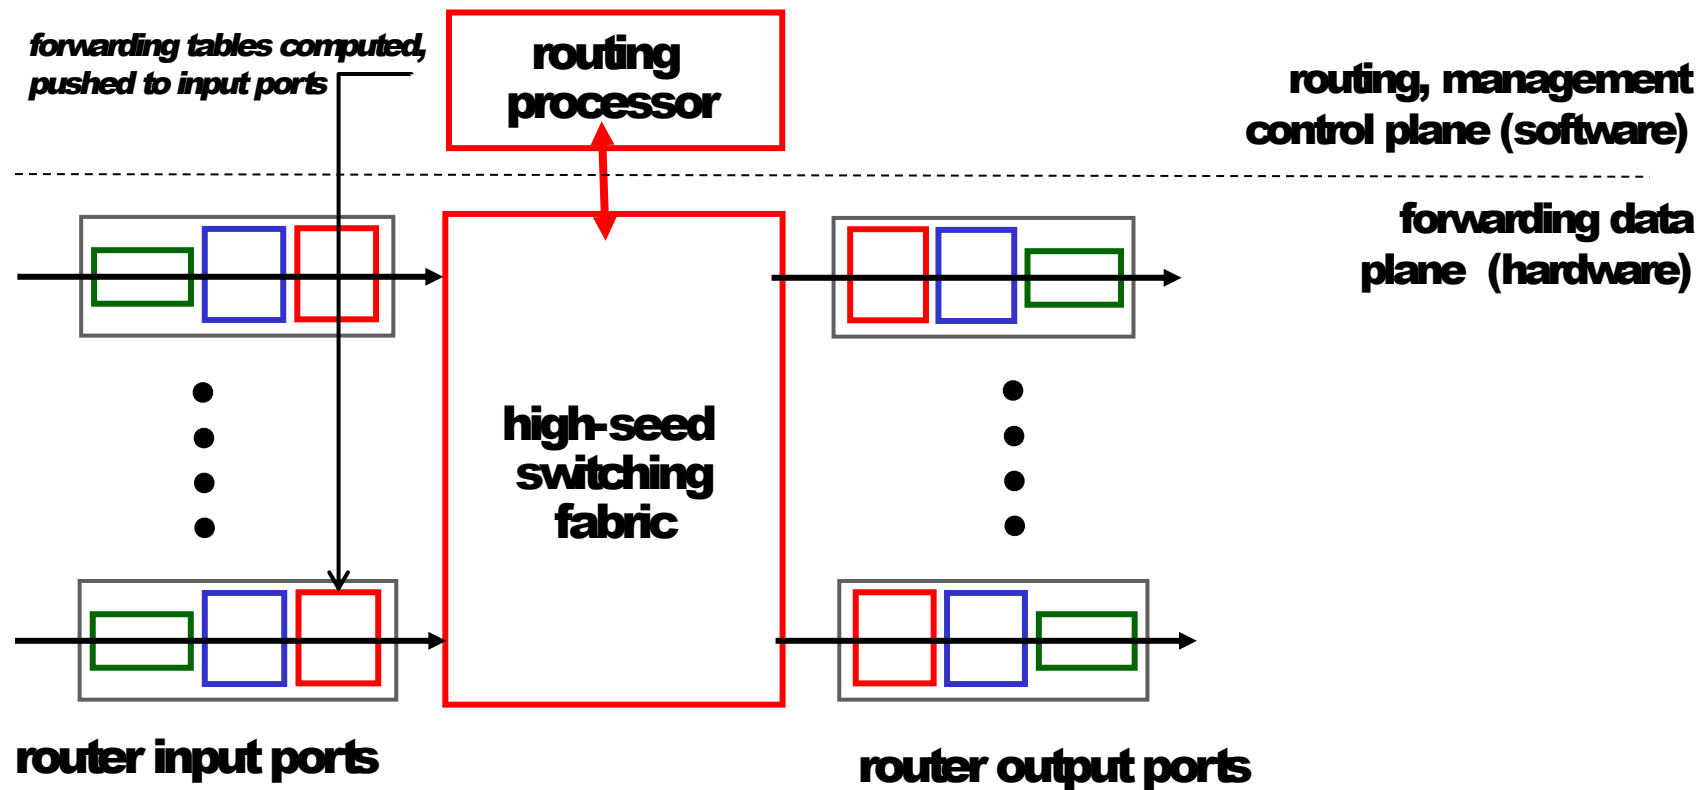 forwarding tables computed,
pushed to input ports
routing
processor
routing, management
control plane (software)
forwarding data
plane (hardware)
high-seed
switching
fabric
router input ports
router output ports